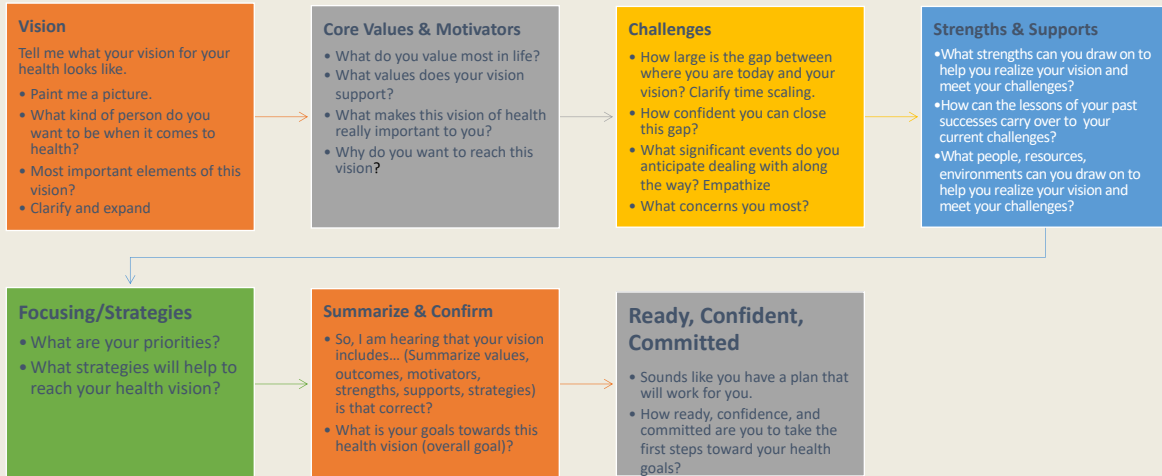 Vision
Tell me what your vision for your
health looks like.
• Paint me a picture.
• What kind of person do you
want to be when it comes to
health?
• Most important elements of this
vision?
• Clarify and expand
Core Values & Motivators
• What do you value most in life?
• What values does your vision
support?
• What makes this vision of health
really important to you?
• Why do you want to reach this
vision?
Challenges
• How large is the gap between
where you are today and your
vision? Clarify time scaling.
• How confident you can close
this gap?
• What significant events do you
anticipate dealing with along
the way? Empathize
• What concerns you most?
Strengths & Supports
•What strengths can you draw on to
help you realize your vision and
meet your challenges?
•How can the lessons of your past
successes carry over to your
current challenges?
•What people, resources,
environments can you draw on to
help you realize your vision and
meet your challenges?
Focusing/Strategies
• What are your priorities?
• What strategies will help to
reach your health vision?
Summarize & Confirm
• So, I am hearing that your vision
includes... (Summarize values,
outcomes, motivators,
strengths, supports, strategies)
is that correct?
• What is your goals towards this
health vision (overall goal)?
Ready, Confident,
Committed
• Sounds like you have a plan that
will work for you.
• How ready, confidence, and
committed are you to take the
first steps toward your health
goals?